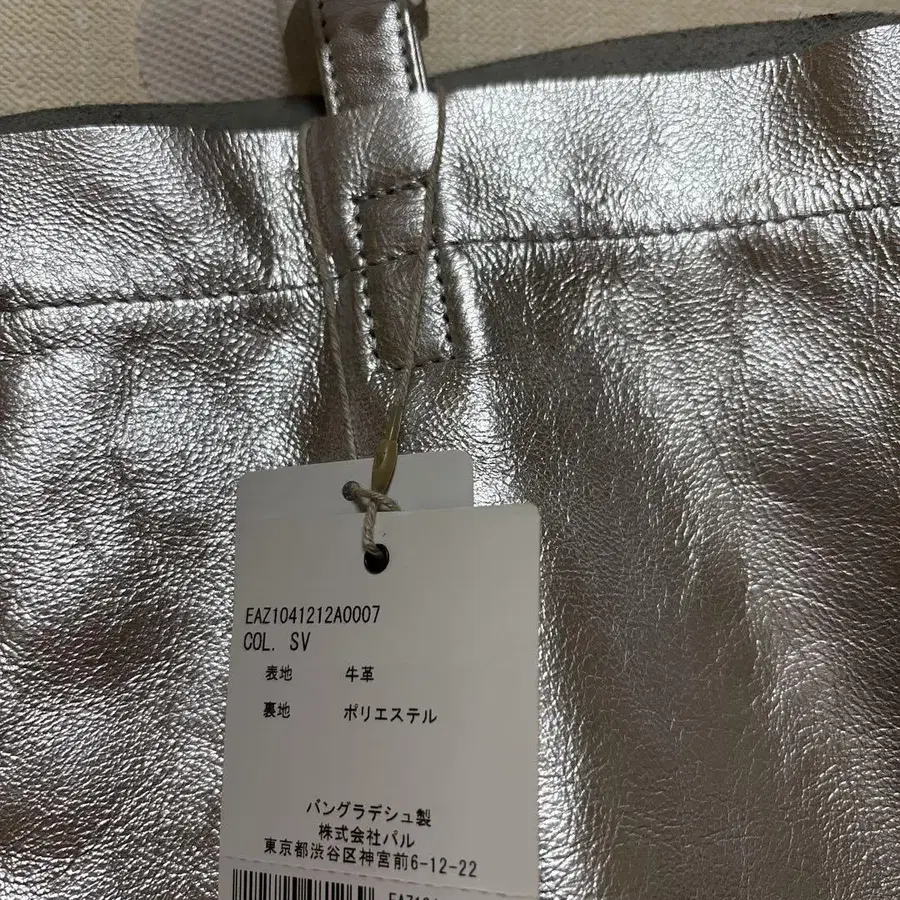 EAZ1041212A0007
COL. SV
表地 牛革
裏地 ポリエステル
バングラデシュ製
株式会社パル
東京都渋谷区神宮前6-12-22